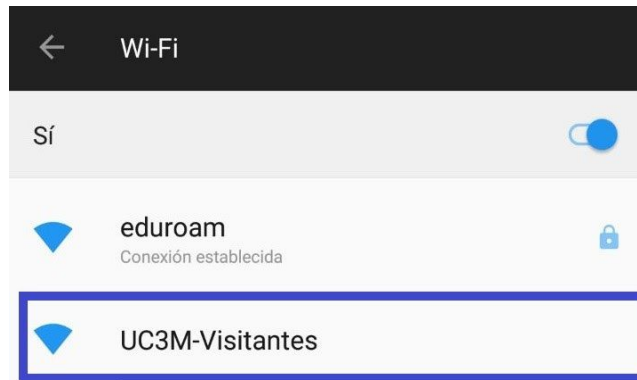 Wi-Fi
Sí
eduroam
Conexión establecida
UC3M-Visitantes